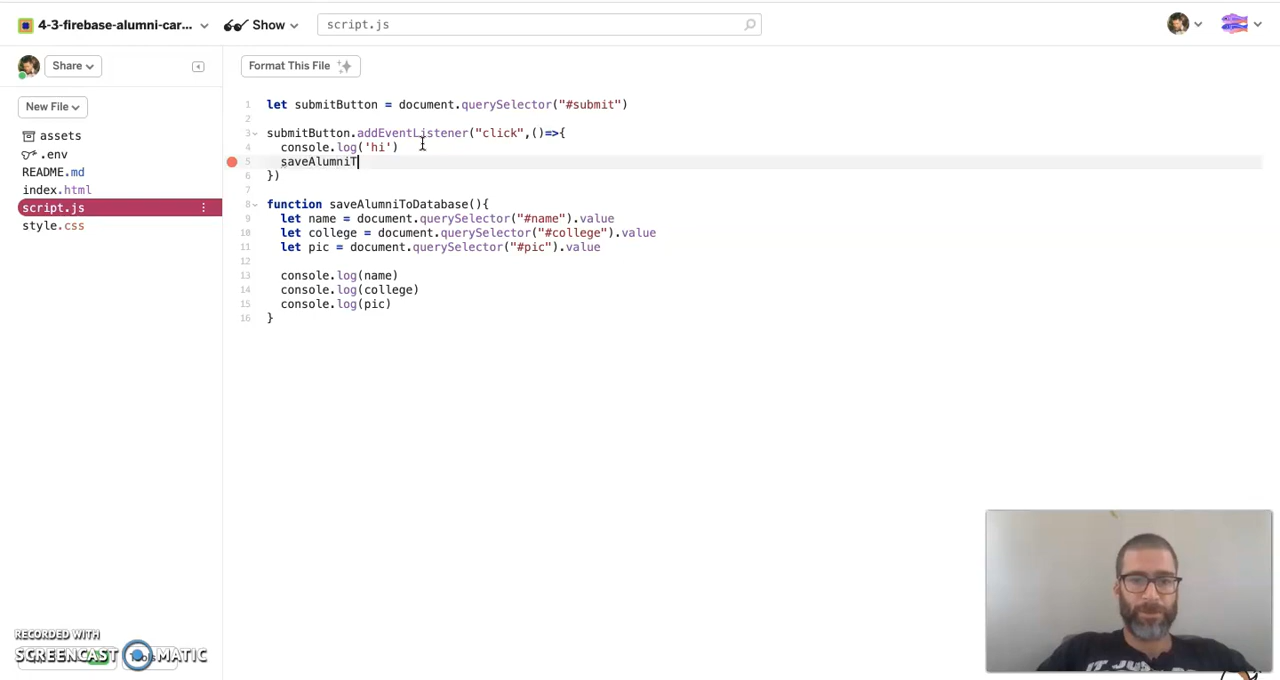 4-3-firebase-alumni-car...
Show
script.js
Share
Format This File
New File
assets
.env
README.md
index.html
script.js
style.css
1 let submitButton = document.querySelector("#submit")
2
3 submitButton.addEventListener("click",()=>{
4 console.log('hi')
5 saveAlumniT
6 })
7
8 function saveAlumniToDatabase(){
9 let name = document.querySelector("#name").value
10 let college = document.querySelector("#college").value
11 let pic = document.querySelector("#pic").value
12
13 console.log(name)
14 console.log(college)
15 console.log(pic)
16 }
RECORDED WITH
SCREENCAST MATIC